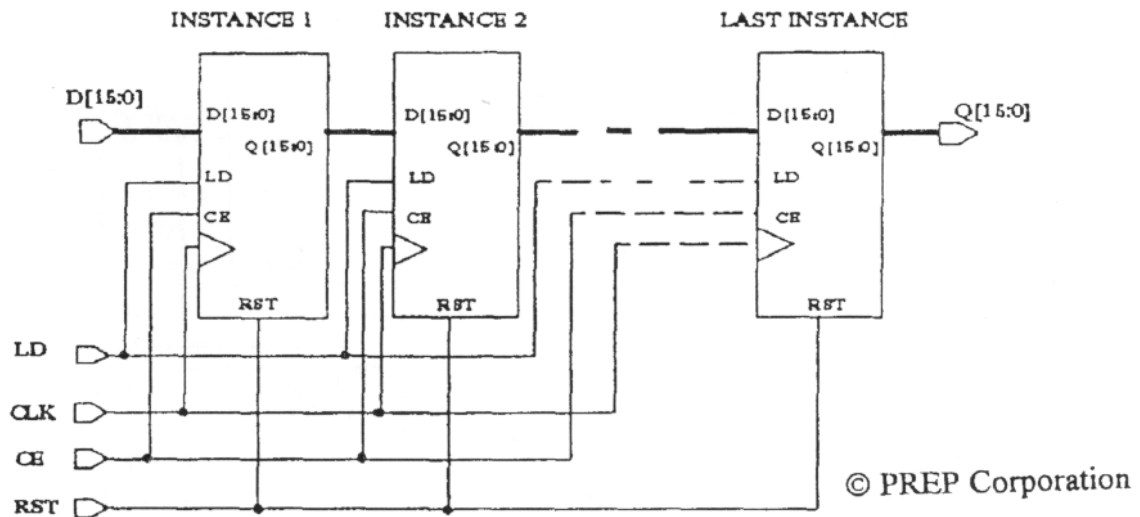 INSTANCE 1 INSTANCE 2 LAST INSTANCE
D[15:0] Q[15:0]
D[15:0] D[15:0] D[15:0]
Q[15:0] Q[15:0] Q[15:0]
LD LD LD
CE CE CE
RST RST RST
LD
CLK
CE
RST
© PREP Corporation